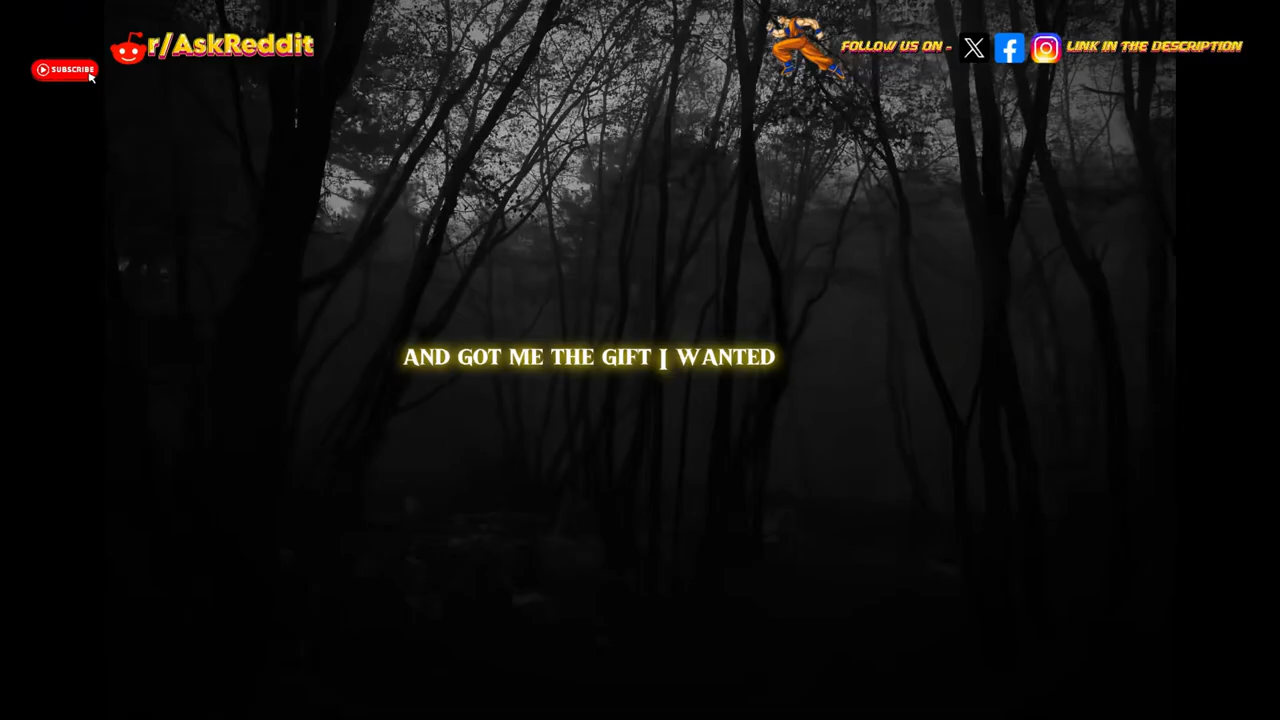 r/AskReddit
FOLLOW US ON - LINK IN THE DESCRIPTION
SUBSCRIBE
AND GOT ME THE GIFT I WANTED